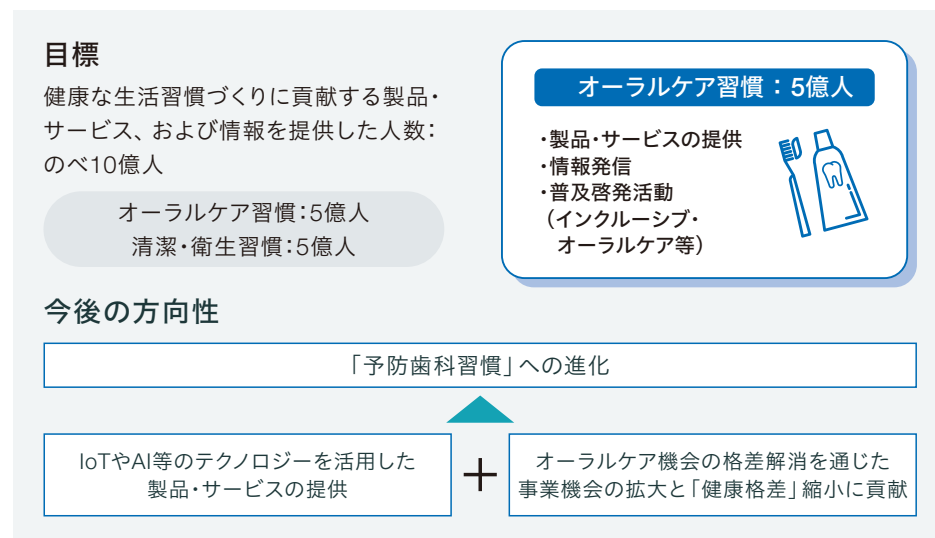 目標
健康な生活習慣づくりに貢献する製品・
サービス、および情報を提供した人数：
のべ10億人
オーラルケア習慣：5億人
清潔・衛生習慣：5億人
オーラルケア習慣：5億人
・製品・サービスの提供
・情報発信
・普及啓発活動
（インクルーシブ・
オーラルケア等）
今後の方向性
「予防歯科習慣」への進化
IoTやAI等のテクノロジーを活用した
製品・サービスの提供
＋
オーラルケア機会の格差解消を通じた
事業機会の拡大と「健康格差」縮小に貢献